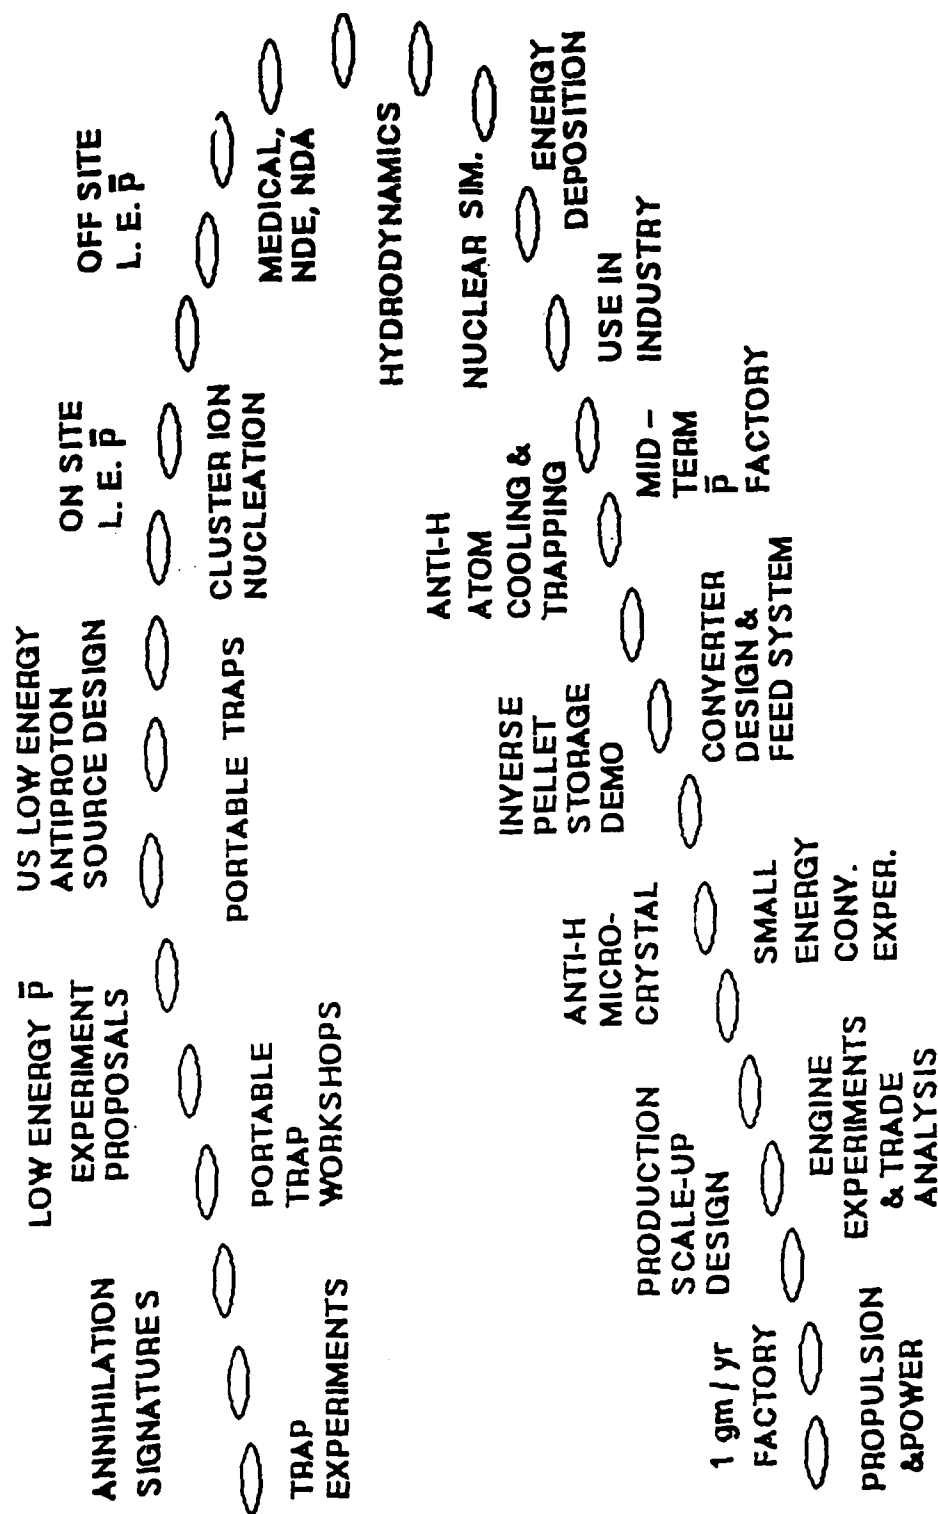 ANNIHILATION
SIGNATURES
TRAP
EXPERIMENTS
LOW ENERGY p̅
EXPERIMENT
PROPOSALS
PORTABLE
TRAP
WORKSHOPS
US LOW ENERGY
ANTIPROTON
SOURCE DESIGN
PORTABLE TRAPS
ON SITE
L. E. p̅
CLUSTER ION
NUCLEATION
OFF SITE
L. E. p̅
MEDICAL,
NDE, NDA
HYDRODYNAMICS
NUCLEAR SIM.
ENERGY
DEPOSITION
USE IN
INDUSTRY
ANTI-H
ATOM
COOLING &
TRAPPING
MID -
TERM
p̅
FACTORY
INVERSE
PELLET
STORAGE
DEMO
CONVERTER
DESIGN &
FEED SYSTEM
ANTI-H
MICRO-
CRYSTAL
SMALL
ENERGY
CONV.
EXPER.
PRODUCTION
SCALE-UP
DESIGN
ENGINE
EXPERIMENTS
& TRADE
ANALYSIS
1 gm / yr
FACTORY
PROPULSION
&POWER